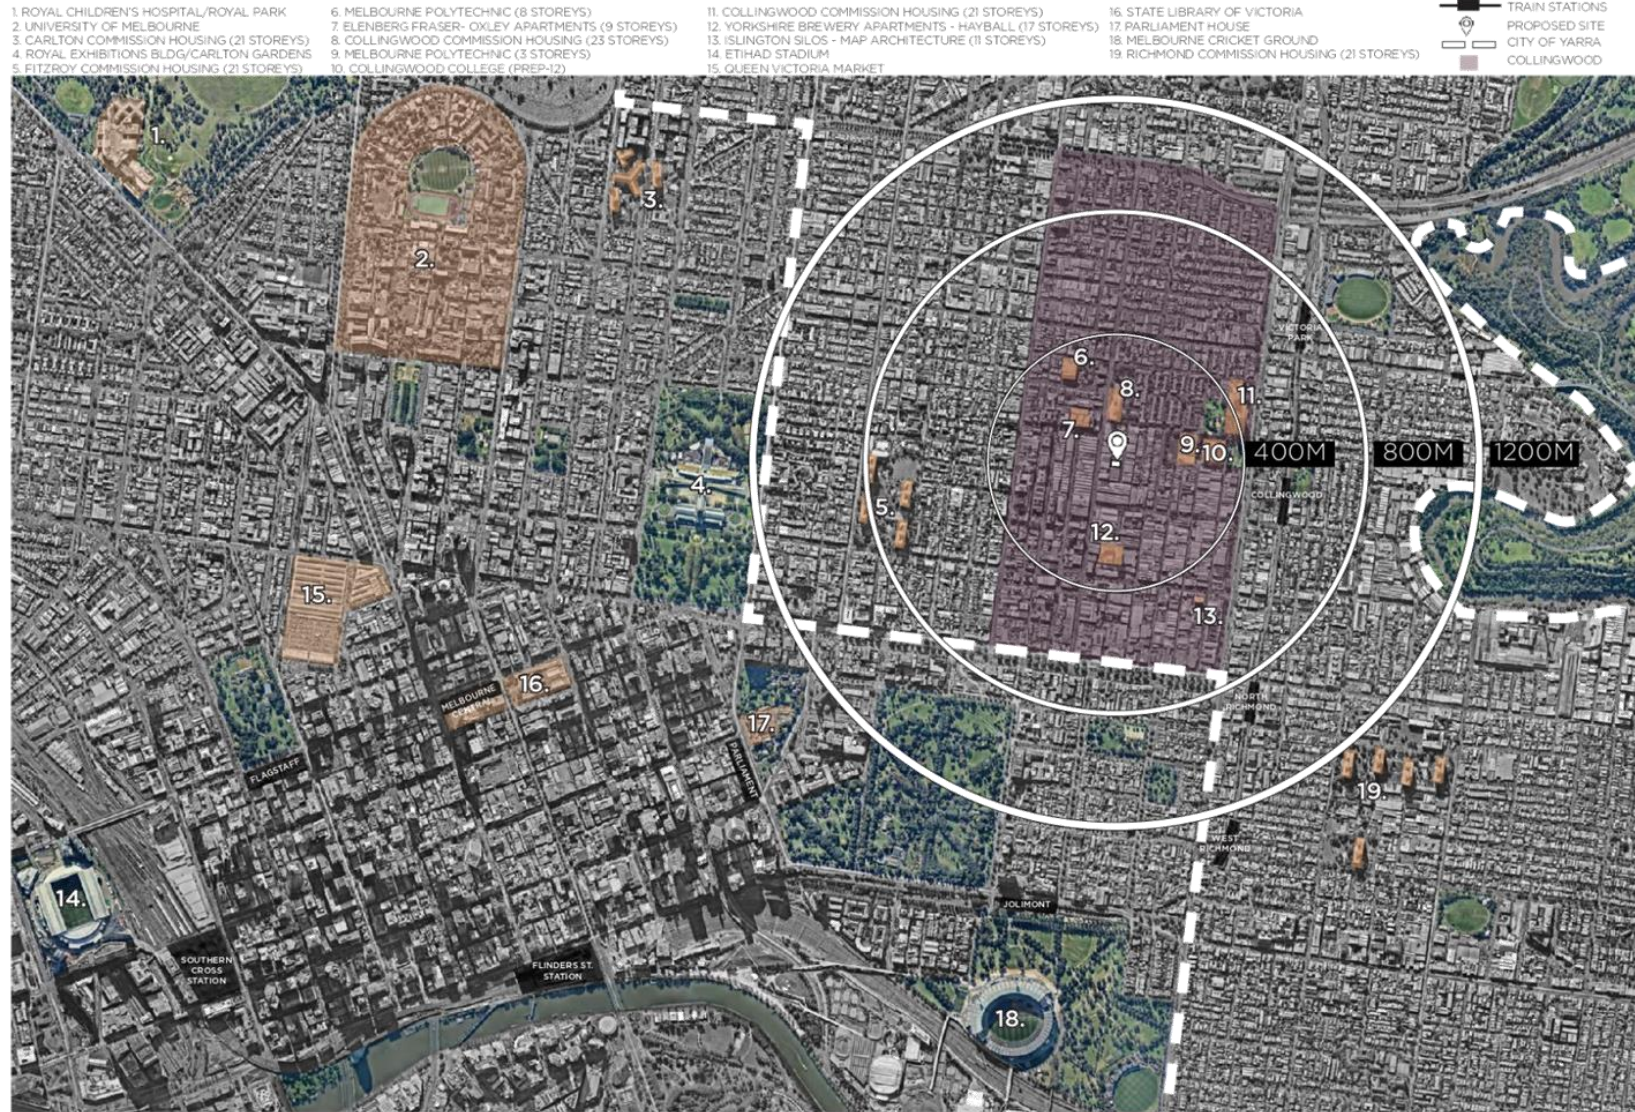 1. ROYAL CHILDREN'S HOSPITAL/ROYAL PARK
2. UNIVERSITY OF MELBOURNE
3. CARLTON COMMISSION HOUSING (21 STOREYS)
4. ROYAL EXHIBITIONS BLDG/CARLTON GARDENS
5. FITZROY COMMISSION HOUSING (21 STOREYS)
6. MELBOURNE POLYTECHNIC (8 STOREYS)
7. ELENBERG FRASER- OXLEY APARTMENTS (9 STOREYS)
8. COLLINGWOOD COMMISSION HOUSING (23 STOREYS)
9. MELBOURNE POLYTECHNIC (3 STOREYS)
10. COLLINGWOOD COLLEGE (PREP-12)
11. COLLINGWOOD COMMISSION HOUSING (21 STOREYS)
12. YORKSHIRE BREWERY APARTMENTS - HAYBALL (17 STOREYS)
13. ISLINGTON SILOS - MAP ARCHITECTURE (11 STOREYS)
14. ETIHAD STADIUM
15. QUEEN VICTORIA MARKET
16. STATE LIBRARY OF VICTORIA
17. PARLIAMENT HOUSE
18. MELBOURNE CRICKET GROUND
19. RICHMOND COMMISSION HOUSING (21 STOREYS)
TRAIN STATIONS
PROPOSED SITE
CITY OF YARRA
COLLINGWOOD
1.
2.
3.
VICTORIA
PARK
6.
8.
11.
7.
9.
10.
400M
800M
1200M
4.
5.
COLLINGWOOD
12.
15.
13.
16.
MELBOURNE
CENTRAL
17.
NORTH
RICHMOND
FLAGSTAFF
PARLIAMENT
19.
WEST
RICHMOND
14.
JOLIMONT
SOUTHERN
CROSS
STATION
FLINDERS ST.
STATION
18.